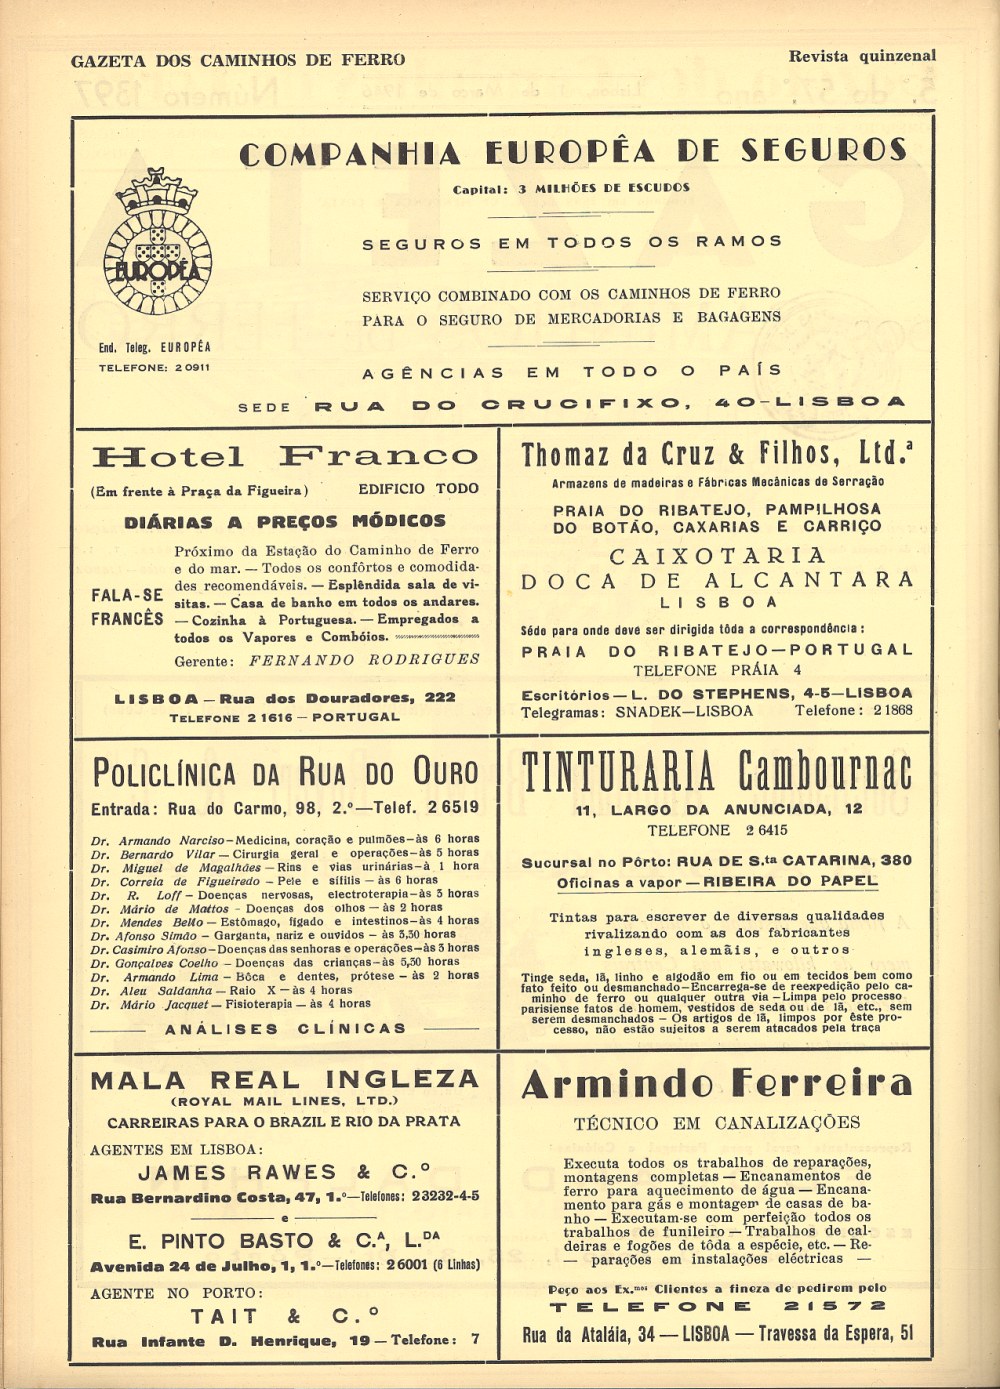 GAZETA DOS CAMINHOS DE FERRO
Revista quinzenal
COMPANHIA EUROPÊA DE SEGUROS
Capital: 3 MILHÕES DE ESCUDOS
SEGUROS EM TODOS OS RAMOS
SERVIÇO COMBINADO COM OS CAMINHOS DE FERRO
PARA O SEGURO DE MERCADORIAS E BAGAGENS
AGÊNCIAS EM TODO O PAÍS
SEDE RUA DO CRUCIFIXO, 40-LISBOA
EUROPÊA
End. Teleg. EUROPÊA
TELEFONE: 2 0911
Hotel Franco
(Em frente à Praça da Figueira) EDIFICIO TODO
DIÁRIAS A PREÇOS MÓDICOS
FALA-SE
FRANCÊS
Próximo da Estação do Caminho de Ferro
e do mar. — Todos os confôrtos e comodida-
des recomendáveis. — Esplêndida sala de vi-
sitas. — Casa de banho em todos os andares.
— Cozinha à Portuguesa. — Empregados a
todos os Vapores e Combóios.
Gerente: FERNANDO RODRIGUES
LISBOA — Rua dos Douradores, 222
TELEFONE 2 1616 — PORTUGAL
Thomaz da Cruz & Filhos, Ltd.ª
Armazens de madeiras e Fábricas Mecânicas de Serração
PRAIA DO RIBATEJO, PAMPILHOSA
DO BOTÃO, CAXARIAS E CARRIÇO
CAIXOTARIA
DOCA DE ALCANTARA
LISBOA
Séde para onde deve ser dirigida tôda a correspondência:
PRAIA DO RIBATEJO—PORTUGAL
TELEFONE PRÁIA 4
Escritórios — L. DO STEPHENS, 4-5—LISBOA
Telegramas: SNADEK—LISBOA Telefone: 2 1868
POLICLÍNICA DA RUA DO OURO
Entrada: Rua do Carmo, 98, 2.º—Telef. 2 6519
Dr. Armando Narciso—Medicina, coração e pulmões—às 6 horas
Dr. Bernardo Vilar — Cirurgia geral e operações—às 5 horas
Dr. Miguel de Magalhães — Rins e vias urinárias—à 1 hora
Dr. Correia de Figueiredo — Pele e sífilis — às 6 horas
Dr. R. Loff — Doenças nervosas, electroterapia—às 3 horas
Dr. Mário de Mattos - Doenças dos olhos — às 2 horas
Dr. Mendes Bello — Estômago, fígado e intestinos—às 4 horas
Dr. Afonso Simão — Garganta, nariz e ouvidos — às 3,30 horas
Dr. Casimiro Afonso—Doenças das senhoras e operações—às 3 horas
Dr. Gonçalves Coelho — Doenças das crianças—às 5,30 horas
Dr. Armando Lima — Bôca e dentes, prótese — às 2 horas
Dr. Aleu Saldanha — Raio X — às 4 horas
Dr. Mário Jacquet — Fisioterapia — às 4 horas
ANÁLISES CLÍNICAS
TINTURARIA Cambournac
11, LARGO DA ANUNCIADA, 12
TELEFONE 2 6415
Sucursal no Pôrto: RUA DE S.ta CATARINA, 380
Oficinas a vapor — RIBEIRA DO PAPEL
Tintas para escrever de diversas qualidades
rivalizando com as dos fabricantes
ingleses, alemãis, e outros
Tinge seda, lã, linho e algodão em fio ou em tecidos bem como
fato feito ou desmanchado—Encarrega-se de reexpedição pelo ca-
minho de ferro ou qualquer outra via — Limpa pelo processo
parisiense fatos de homem, vestidos de seda ou de lã, etc., sem
serem desmanchados — Os artigos de lã, limpos por êste pro-
cesso, não estão sujeitos a serem atacados pela traça
MALA REAL INGLEZA
(ROYAL MAIL LINES, LTD.)
CARREIRAS PARA O BRAZIL E RIO DA PRATA
AGENTES EM LISBOA:
JAMES RAWES & C.º
Rua Bernardino Costa, 47, 1.º—Telefones: 23232-4-5
e
E. PINTO BASTO & C.A, L.DA
Avenida 24 de Julho, 1, 1.º—Telefones: 26001 (6 Linhas)
AGENTE NO PORTO:
TAIT & C.º
Rua Infante D. Henrique, 19 — Telefone: 7
Armindo Ferreira
TÉCNICO EM CANALIZAÇÕES
Executa todos os trabalhos de reparações,
montagens completas — Encanamentos de
ferro para aquecimento de água — Encana-
mento para gás e montagem de casas de ba-
nho — Executam-se com perfeição todos os
trabalhos de funileiro — Trabalhos de cal-
deiras e fogões de tôda a espécie, etc. — Re-
— parações em instalações eléctricas —
Peço aos Ex.mos Clientes a fineza de pedirem pelo
TELEFONE 21572
Rua da Atalάia, 34 — LISBOA — Travessa da Espera, 51